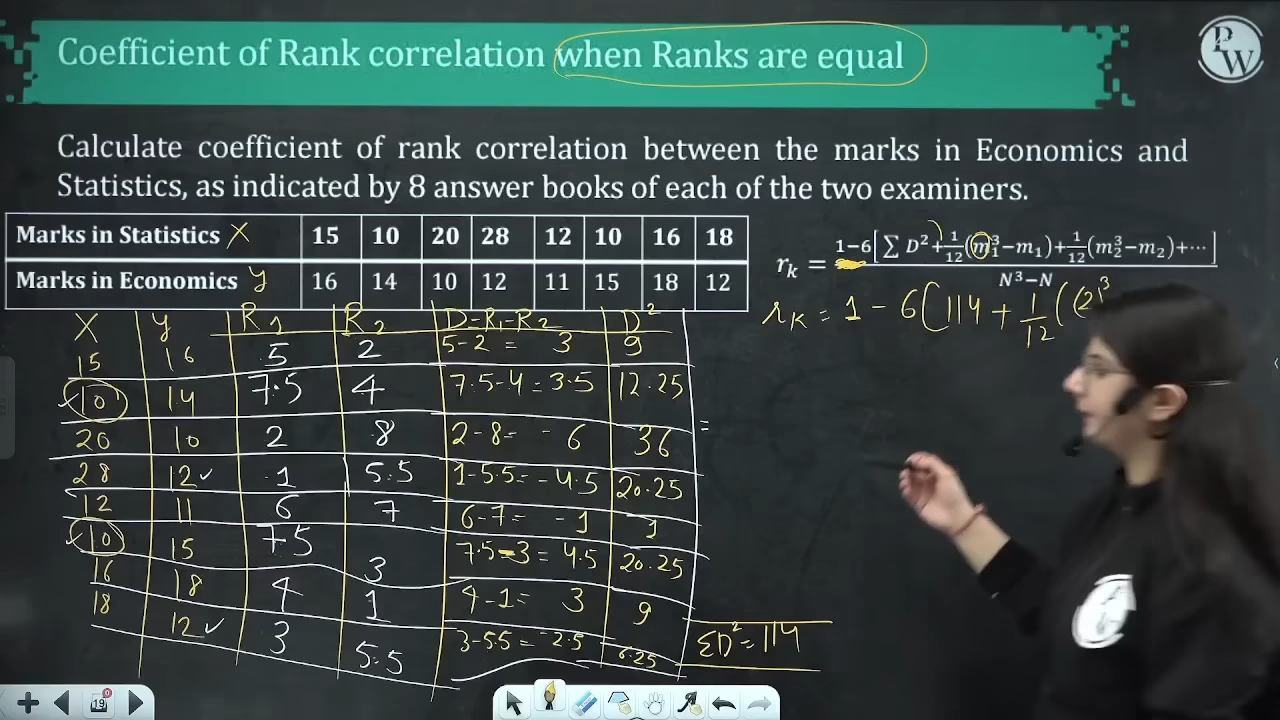 Coefficient of Rank correlation when Ranks are equal
PW
Calculate coefficient of rank correlation between the marks in Economics and
Statistics, as indicated by 8 answer books of each of the two examiners.
Marks in Statistics X 15 10 20 28 12 10 16 18
Marks in Economics y 16 14 10 12 11 15 18 12
r_k = 1−6[∑ D² + 1/12(m₁³−m₁)+1/12(m₂³−m₂)+⋯] / N³−N
r_K = 1 - 6[114 + 1/12((2)³
=
X y R1 R2 D=R1-R2 D²
15 16 5 2 5-2= 3 9
10 14 7.5 4 7.5-4=3.5 12.25
20 10 2 8 2-8= -6 36
28 12 1 5.5 1-5.5=-4.5 20.25
12 11 6 7 6-7= -1 1
10 15 7.5 3 7.5-3=4.5 20.25
16 18 4 1 4-1= 3 9
18 12 3 5.5 3-5.5=-2.5 6.25
ΣD²=114
19